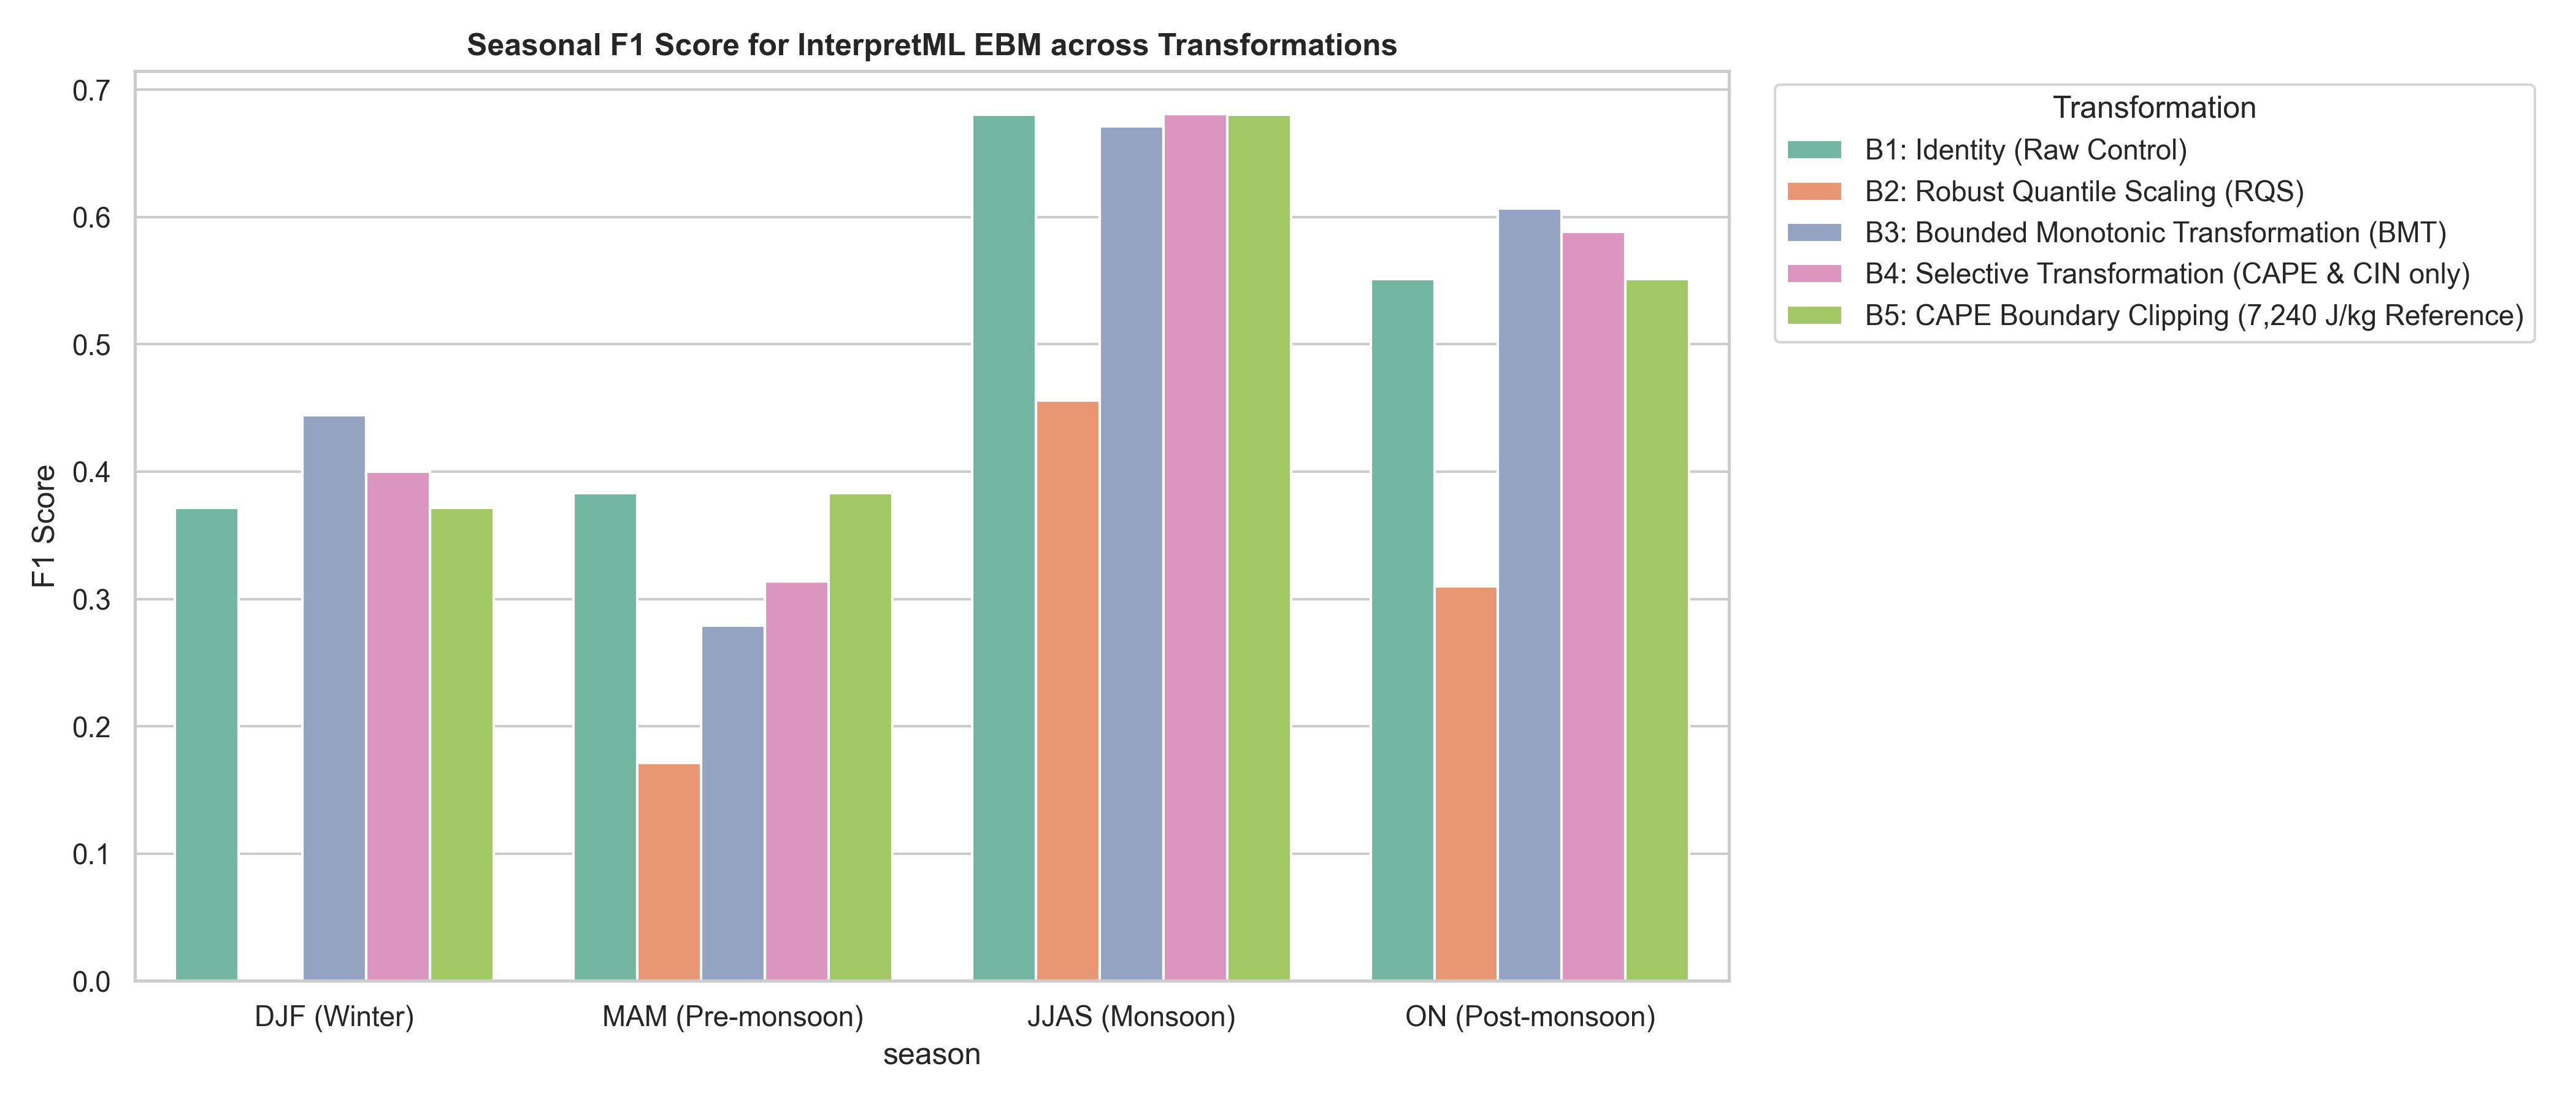 Seasonal F1 Score for InterpretML EBM across Transformations
0.7
0.6
0.5
0.4
0.3
0.2
0.1
0.0
F1 Score
DJF (Winter)
MAM (Pre-monsoon)
JJAS (Monsoon)
ON (Post-monsoon)
season
Transformation
B1: Identity (Raw Control)
B2: Robust Quantile Scaling (RQS)
B3: Bounded Monotonic Transformation (BMT)
B4: Selective Transformation (CAPE & CIN only)
B5: CAPE Boundary Clipping (7,240 J/kg Reference)